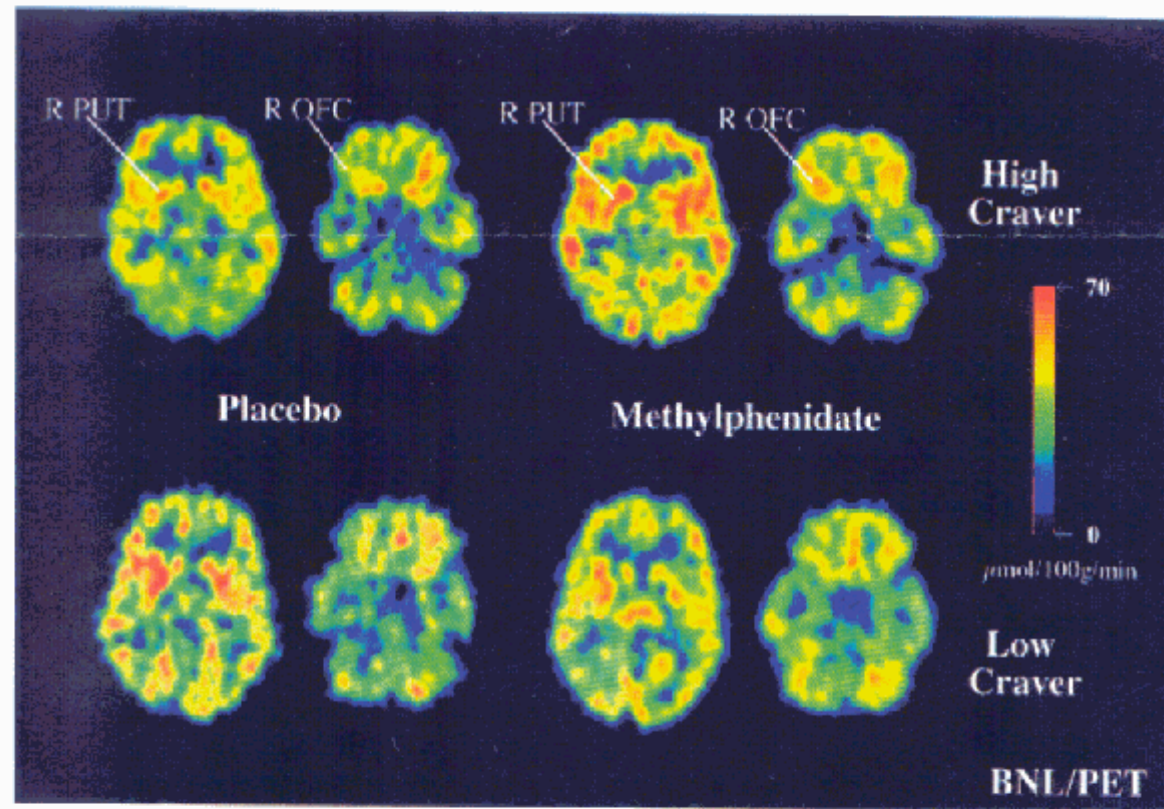 R PUT
R OFC
R PUT
R OFC
High
Craver
70
Placebo
Methylphenidate
0
µmol/100g/min
Low
Craver
BNL/PET